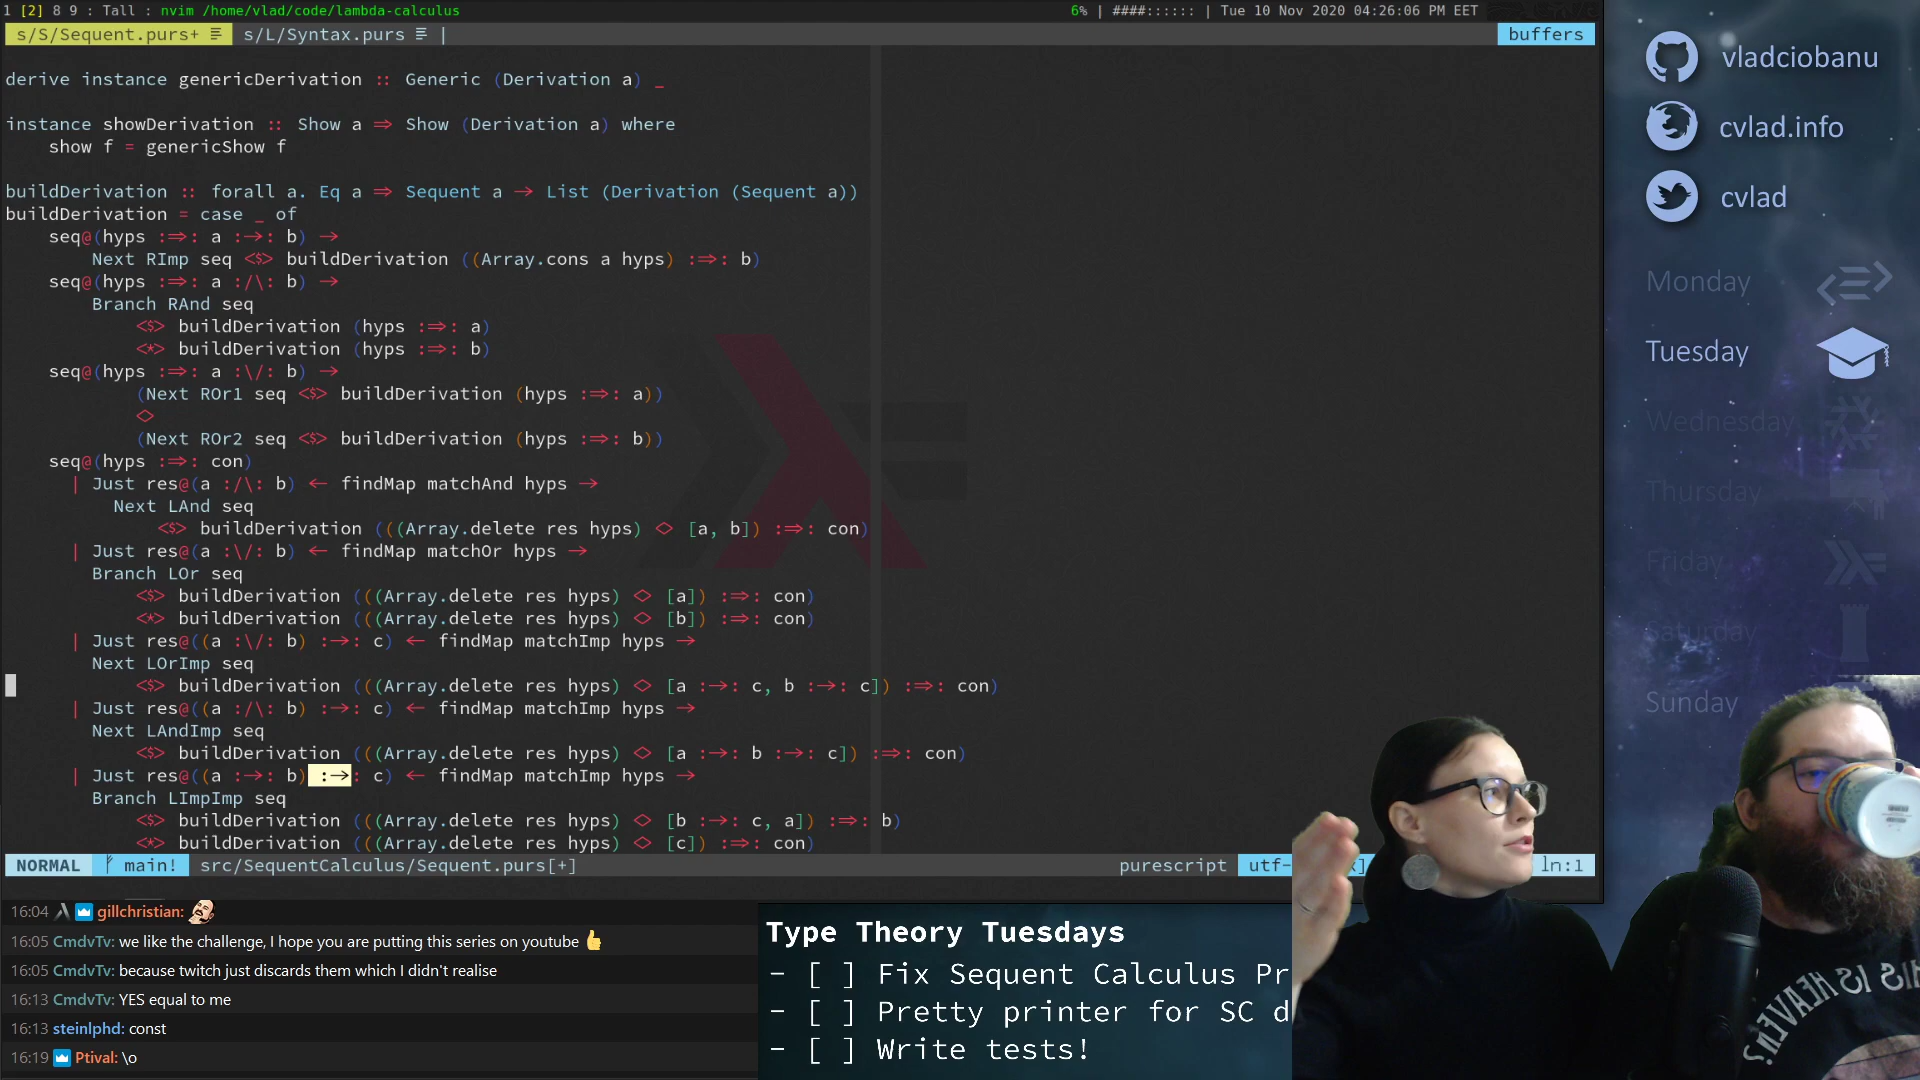 1 [2] 8 9 : Tall : nvim /home/vlad/code/lambda-calculus
6% | ####:::::: | Tue 10 Nov 2020 04:26:06 PM EET
s/S/Sequent.purs+ s/L/Syntax.purs |
buffers
derive instance genericDerivation :: Generic (Derivation a) _
instance showDerivation :: Show a ⇒ Show (Derivation a) where
show f = genericShow f
buildDerivation :: forall a. Eq a ⇒ Sequent a → List (Derivation (Sequent a))
buildDerivation = case _ of
seq@(hyps :⇒: a :→: b) →
Next RImp seq <$> buildDerivation ((Array.cons a hyps) :⇒: b)
seq@(hyps :⇒: a :/\: b) →
Branch RAnd seq
<$> buildDerivation (hyps :⇒: a)
<*> buildDerivation (hyps :⇒: b)
seq@(hyps :⇒: a :\/: b) →
(Next ROr1 seq <$> buildDerivation (hyps :⇒: a))
<>
(Next ROr2 seq <$> buildDerivation (hyps :⇒: b))
seq@(hyps :⇒: con)
| Just res@(a :/\: b) ← findMap matchAnd hyps →
Next LAnd seq
<$> buildDerivation (((Array.delete res hyps) <> [a, b]) :⇒: con)
| Just res@(a :\/: b) ← findMap matchOr hyps →
Branch LOr seq
<$> buildDerivation (((Array.delete res hyps) <> [a]) :⇒: con)
<*> buildDerivation (((Array.delete res hyps) <> [b]) :⇒: con)
| Just res@((a :\/: b) :→: c) ← findMap matchImp hyps →
Next LOrImp seq
<$> buildDerivation (((Array.delete res hyps) <> [a :→: c, b :→: c]) :⇒: con)
| Just res@((a :/\: b) :→: c) ← findMap matchImp hyps →
Next LAndImp seq
<$> buildDerivation (((Array.delete res hyps) <> [a :→: b :→: c]) :⇒: con)
| Just res@((a :→: b) :→: c) ← findMap matchImp hyps →
Branch LImpImp seq
<$> buildDerivation (((Array.delete res hyps) <> [b :→: c, a]) :⇒: b)
<*> buildDerivation (((Array.delete res hyps) <> [c]) :⇒: con)
NORMAL main! src/SequentCalculus/Sequent.purs[+]
purescript utf- ln:1
16:04 gillchristian:
16:05 CmdvTv: we like the challenge, I hope you are putting this series on youtube 👍
16:05 CmdvTv: because twitch just discards them which I didn't realise
16:13 CmdvTv: YES equal to me
16:13 steinlphd: const
16:19 Ptival: \o
Type Theory Tuesdays
- [ ] Fix Sequent Calculus Pr
- [ ] Pretty printer for SC d
- [ ] Write tests!
vladciobanu
cvlad.info
cvlad
Monday
Tuesday
Wednesday
Thursday
Friday
Saturday
Sunday